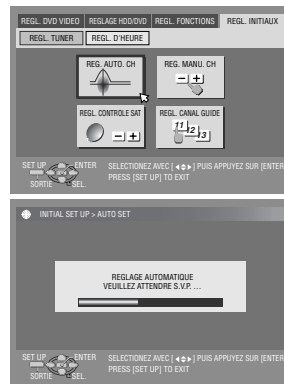 REGL. DVD VIDEO REGLAGE HDD/DVD REGL. FONCTIONS REGL. INITIAUX
REGL. TUNER REGL. D'HEURE
REG. AUTO. CH REG. MANU. CH
REGL. CONTROLE SAT REGL. CANAL GUIDE
11 12 13
SET UP ENTER SELECTIONEZ AVEC [ ] PUIS APPUYEZ SUR [ENTER
SORTIE SEL. PRESS [SET UP] TO EXIT
INITIAL SET UP > AUTO SET
REGLAGE AUTOMATIQUE
VEUILLEZ ATTENDRE S.V.P. ...
SET UP ENTER SELECTIONEZ AVEC [ ] PUIS APPUYEZ SUR [ENTER
SORTIE SEL. PRESS [SET UP] TO EXIT